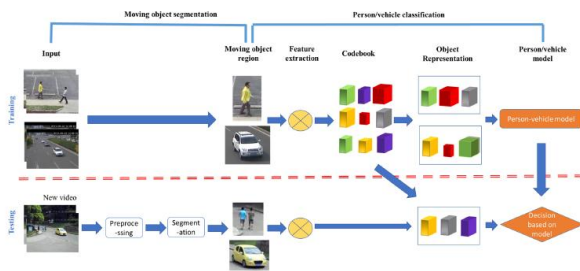 Moving object segmentation
Person/vehicle classification
Input
Moving object
region
Feature
extraction
Codebook
Object
Representation
Person/vehicle
model
Training
Person-vehicle model
Testing
New video
Preproce
-ssing
Segment
-ation
Decision
based on
model